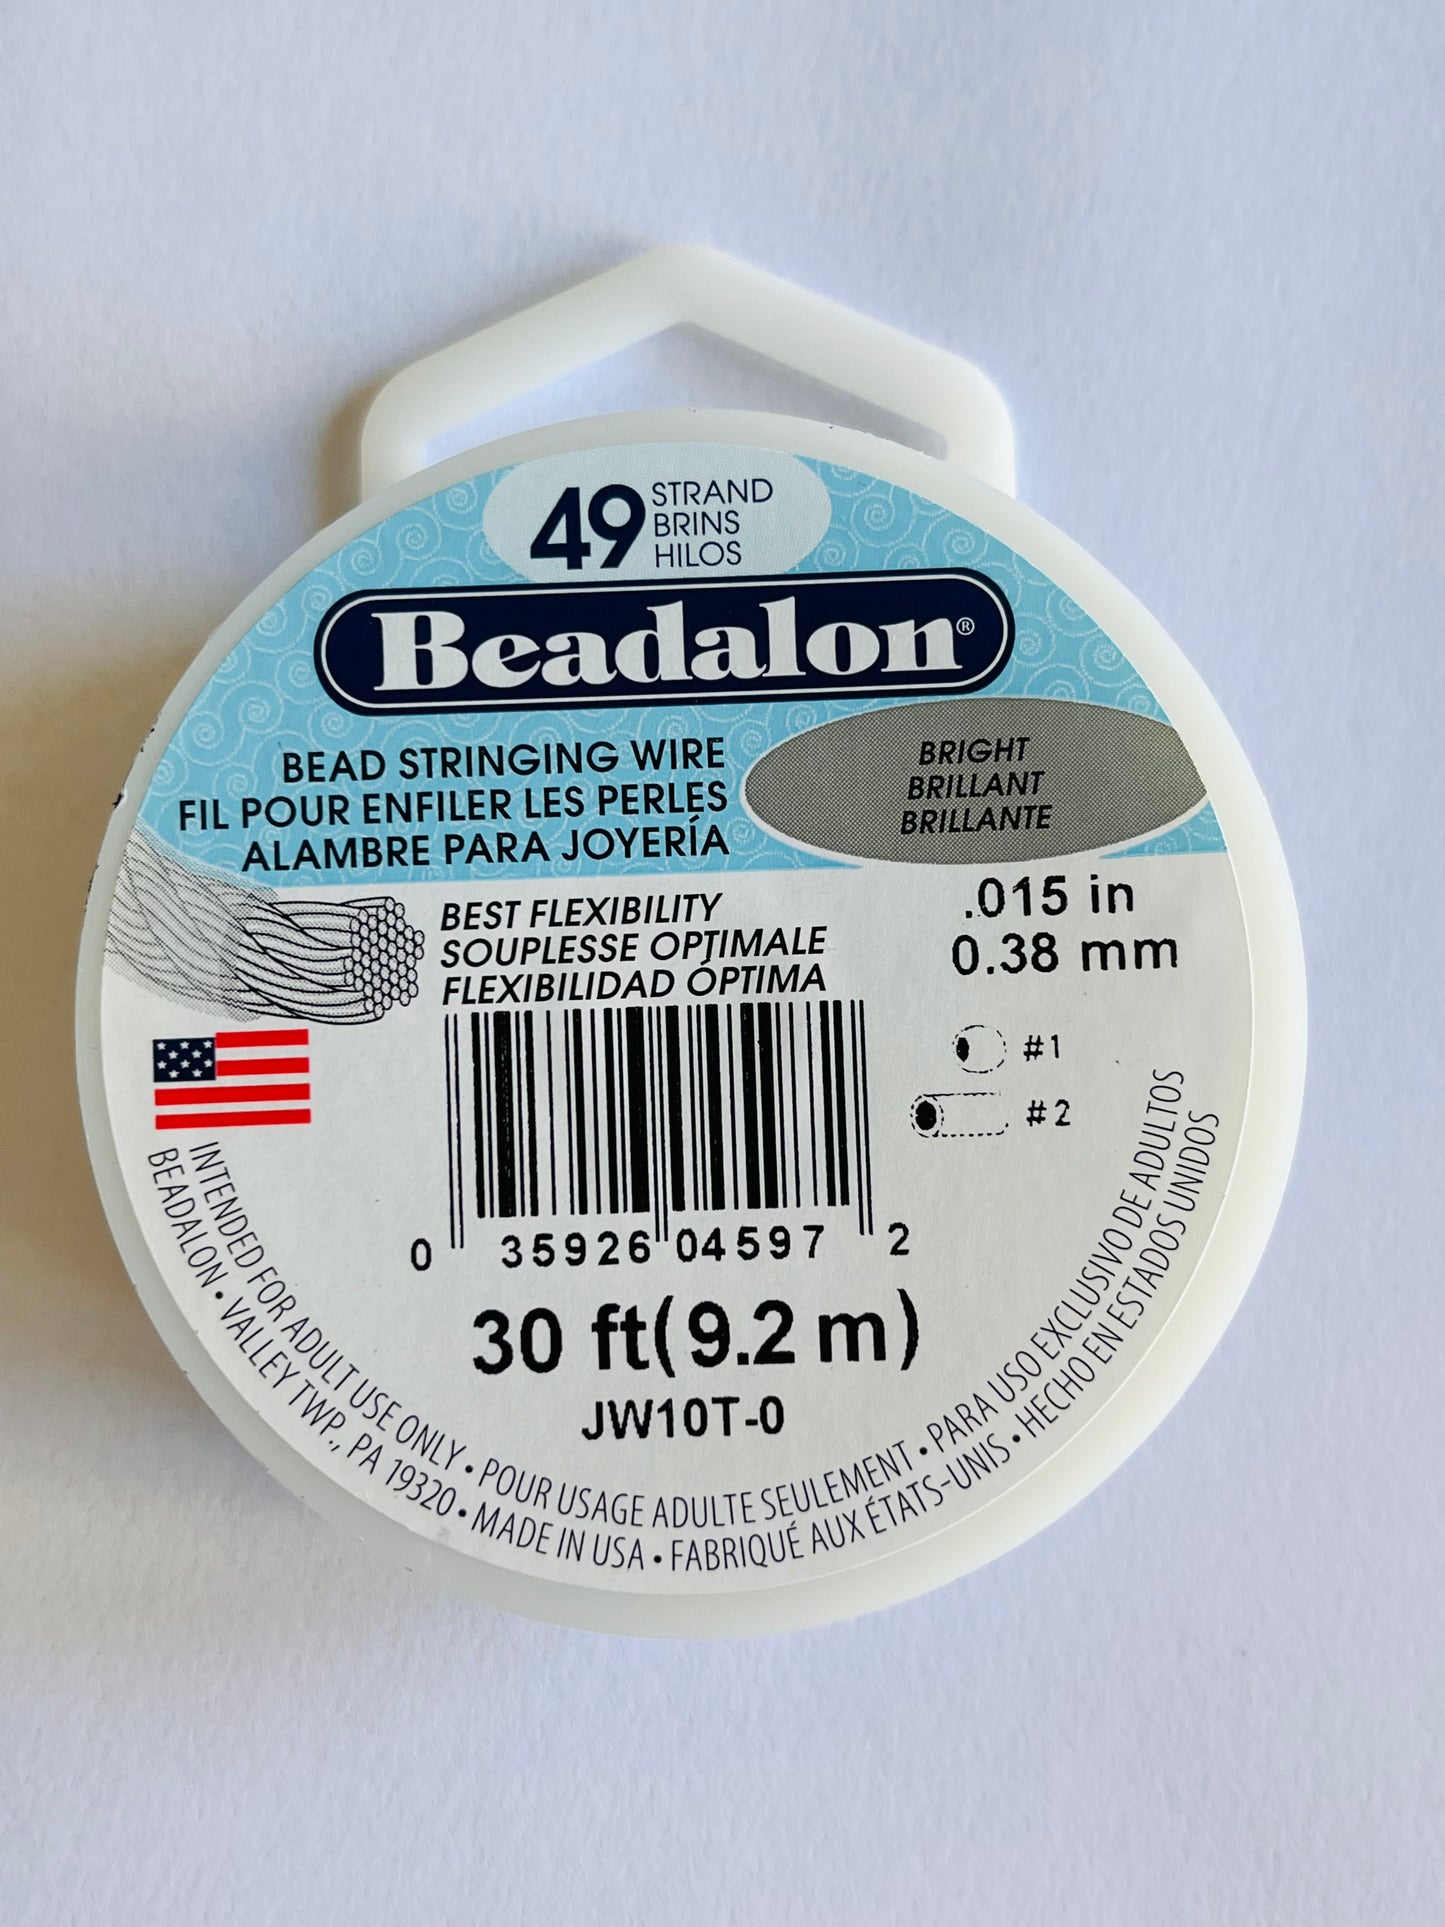 49 STRAND
BRINS
HILOS
Beadalon®
BEAD STRINGING WIRE
FIL POUR ENFILER LES PERLES
ALAMBRE PARA JOYERÍA
BRIGHT
BRILLANT
BRILLANTE
BEST FLEXIBILITY
SOUPLESSE OPTIMALE
FLEXIBILIDAD ÓPTIMA
.015 in
0.38 mm
#1
#2
0 35926 04597 2
30 ft(9.2 m)
JW10T-0
INTENDED FOR ADULT USE ONLY • POUR USAGE ADULTE SEULEMENT • PARA USO EXCLUSIVO DE ADULTOS
BEADALON • VALLEY TWP., PA 19320 • MADE IN USA • FABRIQUÉ AUX ÉTATS-UNIS • HECHO EN ESTADOS UNIDOS